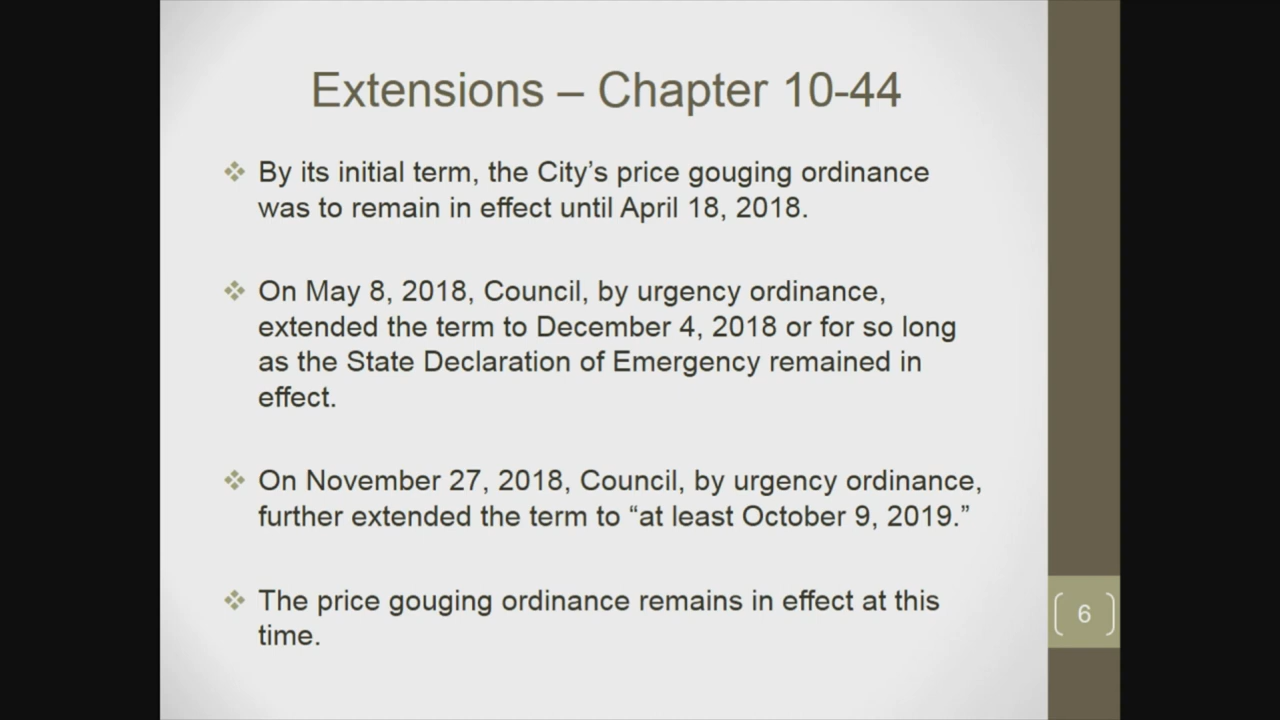 Extensions – Chapter 10-44
By its initial term, the City’s price gouging ordinance
was to remain in effect until April 18, 2018.
On May 8, 2018, Council, by urgency ordinance,
extended the term to December 4, 2018 or for so long
as the State Declaration of Emergency remained in
effect.
On November 27, 2018, Council, by urgency ordinance,
further extended the term to “at least October 9, 2019.”
The price gouging ordinance remains in effect at this
time.
6